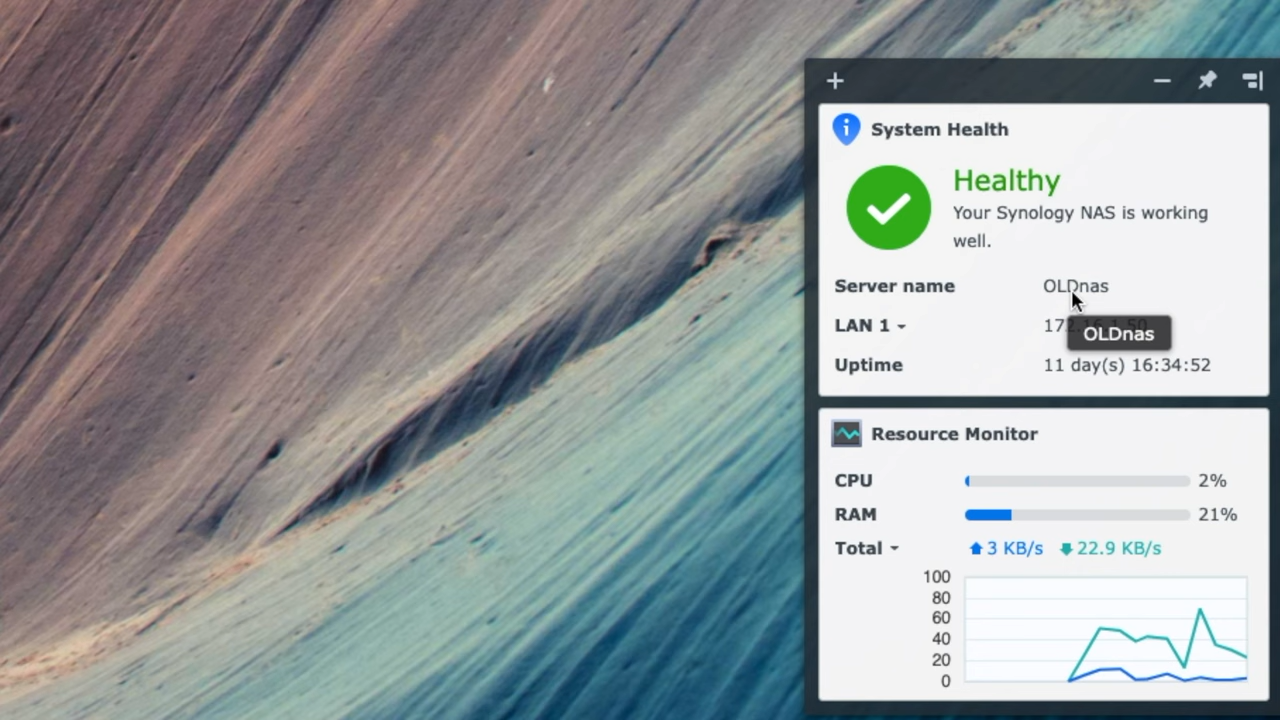 System Health
Healthy
Your Synology NAS is working
well.
Server name OLDnas
LAN 1
OLDnas
Uptime 11 day(s) 16:34:52
Resource Monitor
CPU 2%
RAM 21%
Total 3 KB/s 22.9 KB/s
100
80
60
40
20
0